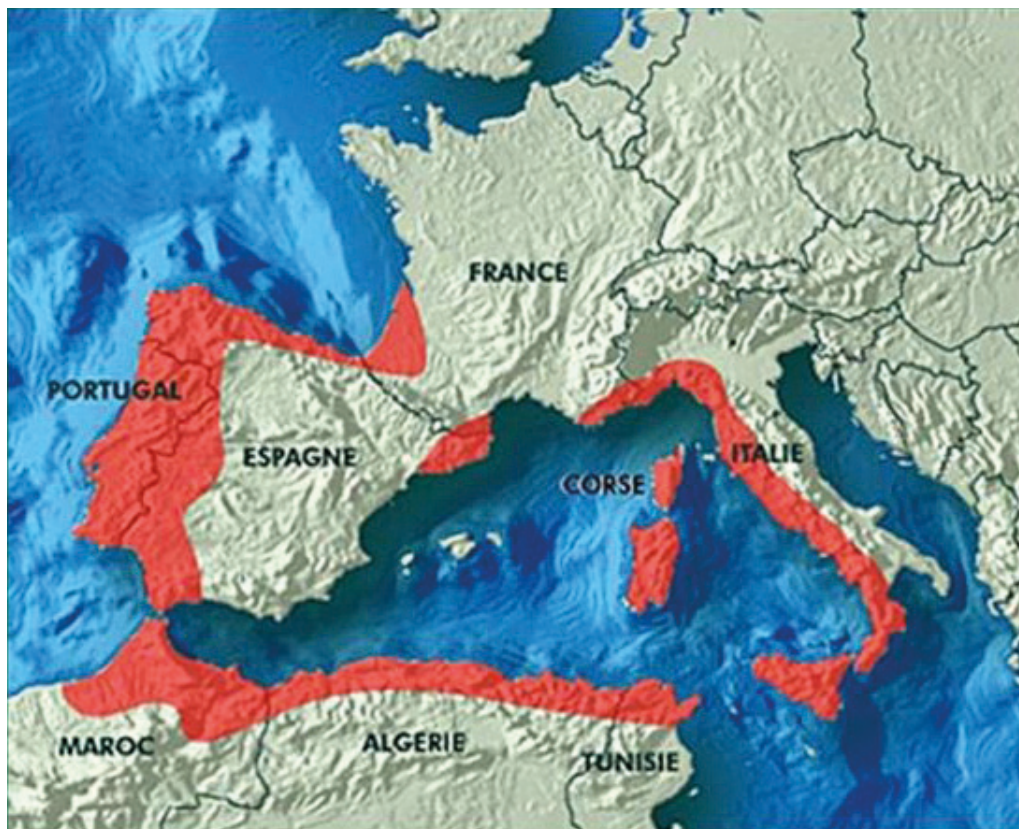 FRANCE
PORTUGAL
ESPAGNE
ITALIE
CORSE
MAROC
ALGERIE
TUNISIE